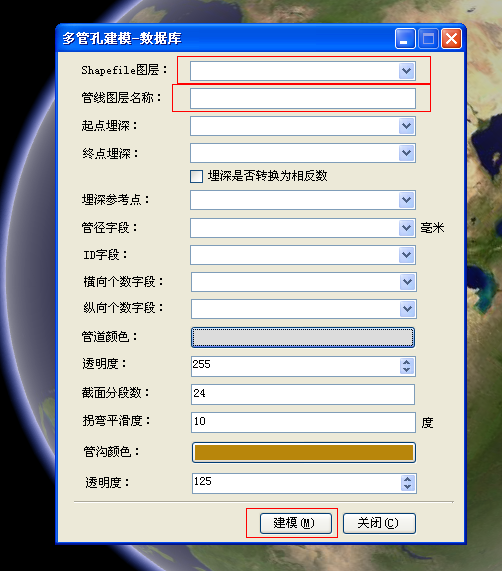 多管孔建模-数据库
Shapefile图层：
管线图层名称：
起点埋深：
终点埋深：
埋深是否转换为相反数
埋深参考点：
管径字段： 毫米
ID字段：
横向个数字段：
纵向个数字段：
管道颜色：
透明度： 255
截面分段数： 24
拐弯平滑度： 10 度
管沟颜色：
透明度： 125
建模(M) 关闭(C)